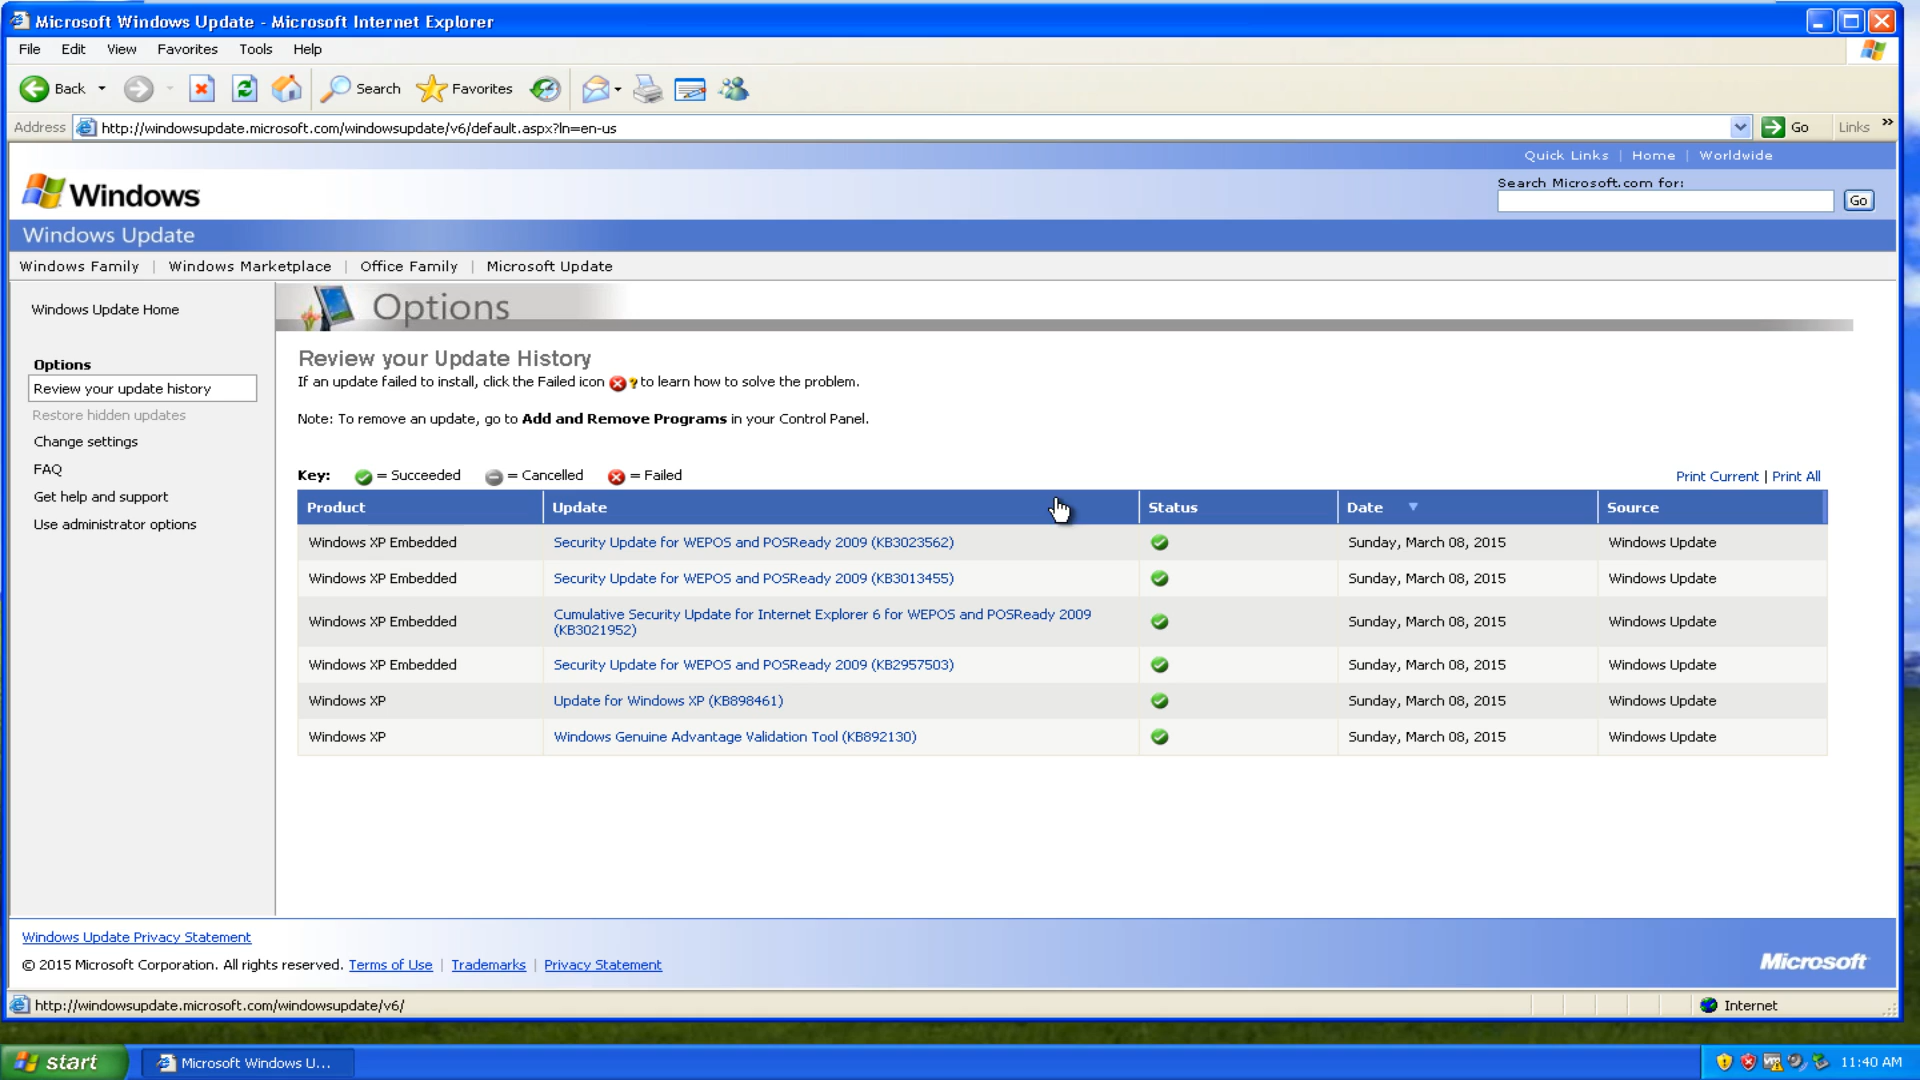 Microsoft Windows Update - Microsoft Internet Explorer
File Edit View Favorites Tools Help
Back Search Favorites
Address http://windowsupdate.microsoft.com/windowsupdate/v6/default.aspx?ln=en-us Go Links »
Quick Links | Home | Worldwide
Windows
Search Microsoft.com for:
Go
Windows Update
Windows Family | Windows Marketplace | Office Family | Microsoft Update
Windows Update Home
Options
Review your update history
Restore hidden updates
Change settings
FAQ
Get help and support
Use administrator options
Options
Review your Update History
If an update failed to install, click the Failed icon ? to learn how to solve the problem.
Note: To remove an update, go to Add and Remove Programs in your Control Panel.
Key: = Succeeded = Cancelled = Failed
Print Current | Print All
Product Update Status Date Source
Windows XP Embedded Security Update for WEPOS and POSReady 2009 (KB3023562) Sunday, March 08, 2015 Windows Update
Windows XP Embedded Security Update for WEPOS and POSReady 2009 (KB3013455) Sunday, March 08, 2015 Windows Update
Windows XP Embedded Cumulative Security Update for Internet Explorer 6 for WEPOS and POSReady 2009
(KB3021952) Sunday, March 08, 2015 Windows Update
Windows XP Embedded Security Update for WEPOS and POSReady 2009 (KB2957503) Sunday, March 08, 2015 Windows Update
Windows XP Update for Windows XP (KB898461) Sunday, March 08, 2015 Windows Update
Windows XP Windows Genuine Advantage Validation Tool (KB892130) Sunday, March 08, 2015 Windows Update
Windows Update Privacy Statement
© 2015 Microsoft Corporation. All rights reserved. Terms of Use | Trademarks | Privacy Statement
Microsoft
http://windowsupdate.microsoft.com/windowsupdate/v6/ Internet
start Microsoft Windows U... 11:40 AM